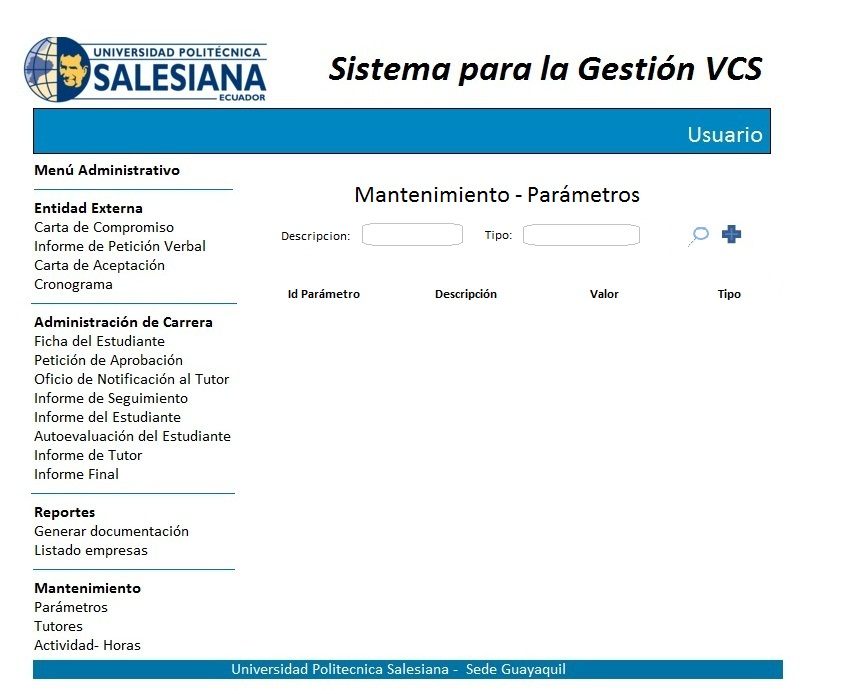 UNIVERSIDAD POLITÉCNICA
SALESIANA
ECUADOR
Sistema para la Gestión VCS
Usuario
Menú Administrativo
Entidad Externa
Carta de Compromiso
Informe de Petición Verbal
Carta de Aceptación
Cronograma
Administración de Carrera
Ficha del Estudiante
Petición de Aprobación
Oficio de Notificación al Tutor
Informe de Seguimiento
Informe del Estudiante
Autoevaluación del Estudiante
Informe de Tutor
Informe Final
Reportes
Generar documentación
Listado empresas
Mantenimiento
Parámetros
Tutores
Actividad- Horas
Mantenimiento - Parámetros
Descripcion: Tipo:
Id Parámetro Descripción Valor Tipo
Universidad Politecnica Salesiana - Sede Guayaquil